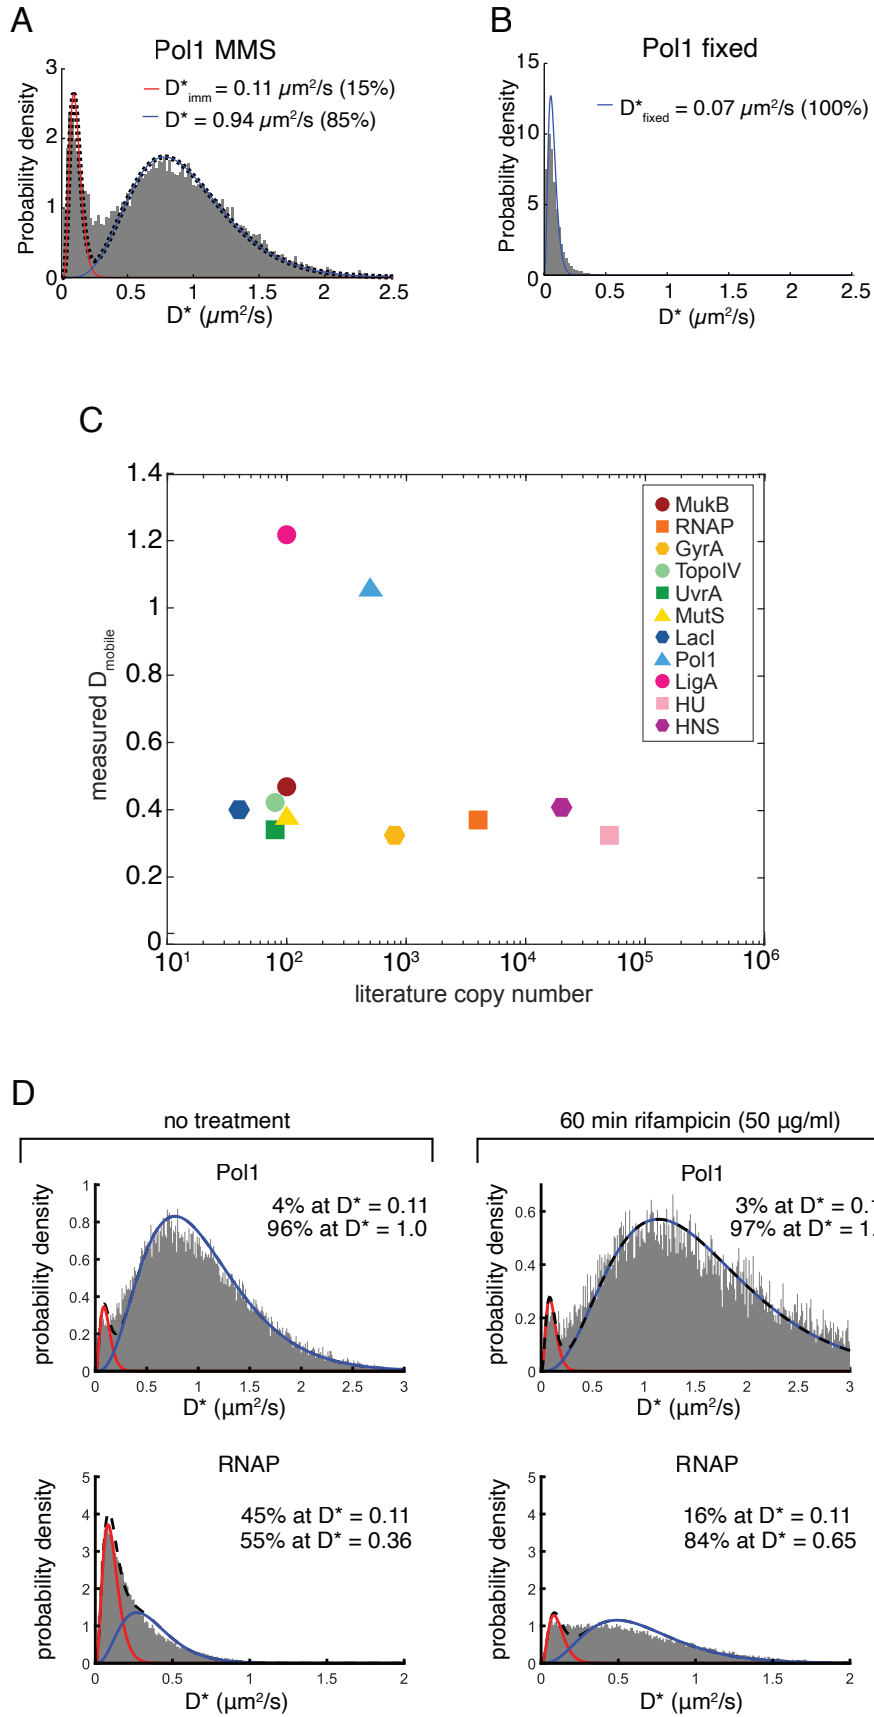 A
Pol1 MMS
D*imm = 0.11 µm²/s (15%)
D* = 0.94 µm²/s (85%)
Probability density
3
2
1
0
0 0.5 1 1.5 2 2.5
D* (µm²/s)
B
Pol1 fixed
D*fixed = 0.07 µm²/s (100%)
Probability density
15
10
5
0
0 0.5 1 1.5 2 2.5
D* (µm²/s)
C
measured Dmobile
1.4
1.2
1
0.8
0.6
0.4
0.2
0
10¹ 10² 10³ 10⁴ 10⁵ 10⁶
literature copy number
MukB
RNAP
GyrA
TopoIV
UvrA
MutS
LacI
Pol1
LigA
HU
HNS
D
no treatment
Pol1
4% at D* = 0.11
96% at D* = 1.0
probability density
1
0.8
0.6
0.4
0.2
0
0 0.5 1 1.5 2 2.5 3
D* (µm²/s)
RNAP
45% at D* = 0.11
55% at D* = 0.36
probability density
5
4
3
2
1
0
0 0.5 1 1.5 2
D* (µm²/s)
60 min rifampicin (50 µg/ml)
Pol1
3% at D* = 0.1
97% at D* = 1.
probability density
0.6
0.4
0.2
0
0 0.5 1 1.5 2 2.5 3
D* (µm²/s)
RNAP
16% at D* = 0.11
84% at D* = 0.65
probability density
5
4
3
2
1
0
0 0.5 1 1.5 2
D* (µm²/s)